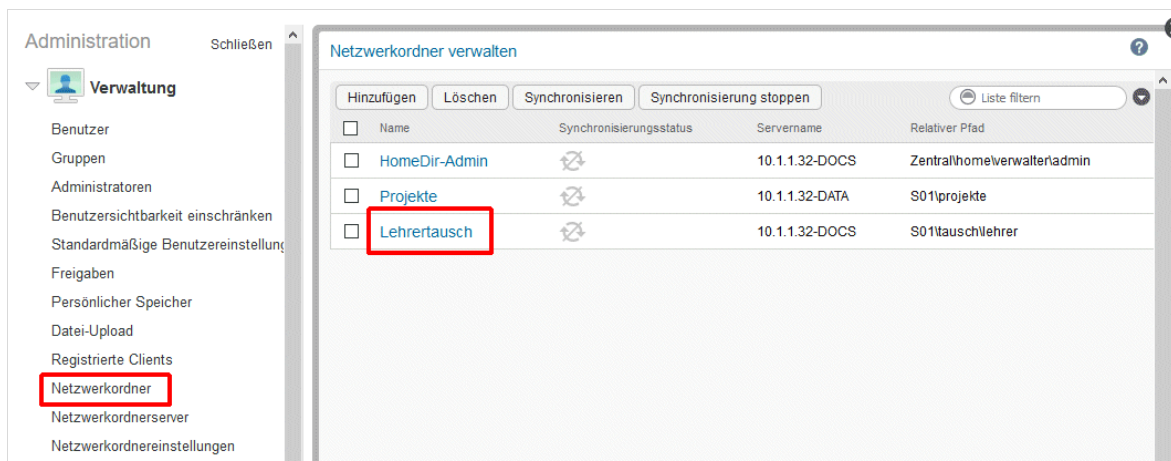 Administration
Schließen
Verwaltung
Benutzer
Gruppen
Administratoren
Benutzersichtbarkeit einschränken
Standardmäßige Benutzereinstellung
Freigaben
Persönlicher Speicher
Datei-Upload
Registrierte Clients
Netzwerkordner
Netzwerkordnerserver
Netzwerkordnereinstellungen
Netzwerkordner verwalten
?
Hinzufügen Löschen Synchronisieren Synchronisierung stoppen Liste filtern
Name Synchronisierungsstatus Servername Relativer Pfad
HomeDir-Admin 10.1.1.32-DOCS Zentral\home\verwalter\admin
Projekte 10.1.1.32-DATA S01\projekte
Lehrertausch 10.1.1.32-DOCS S01\tausch\lehrer